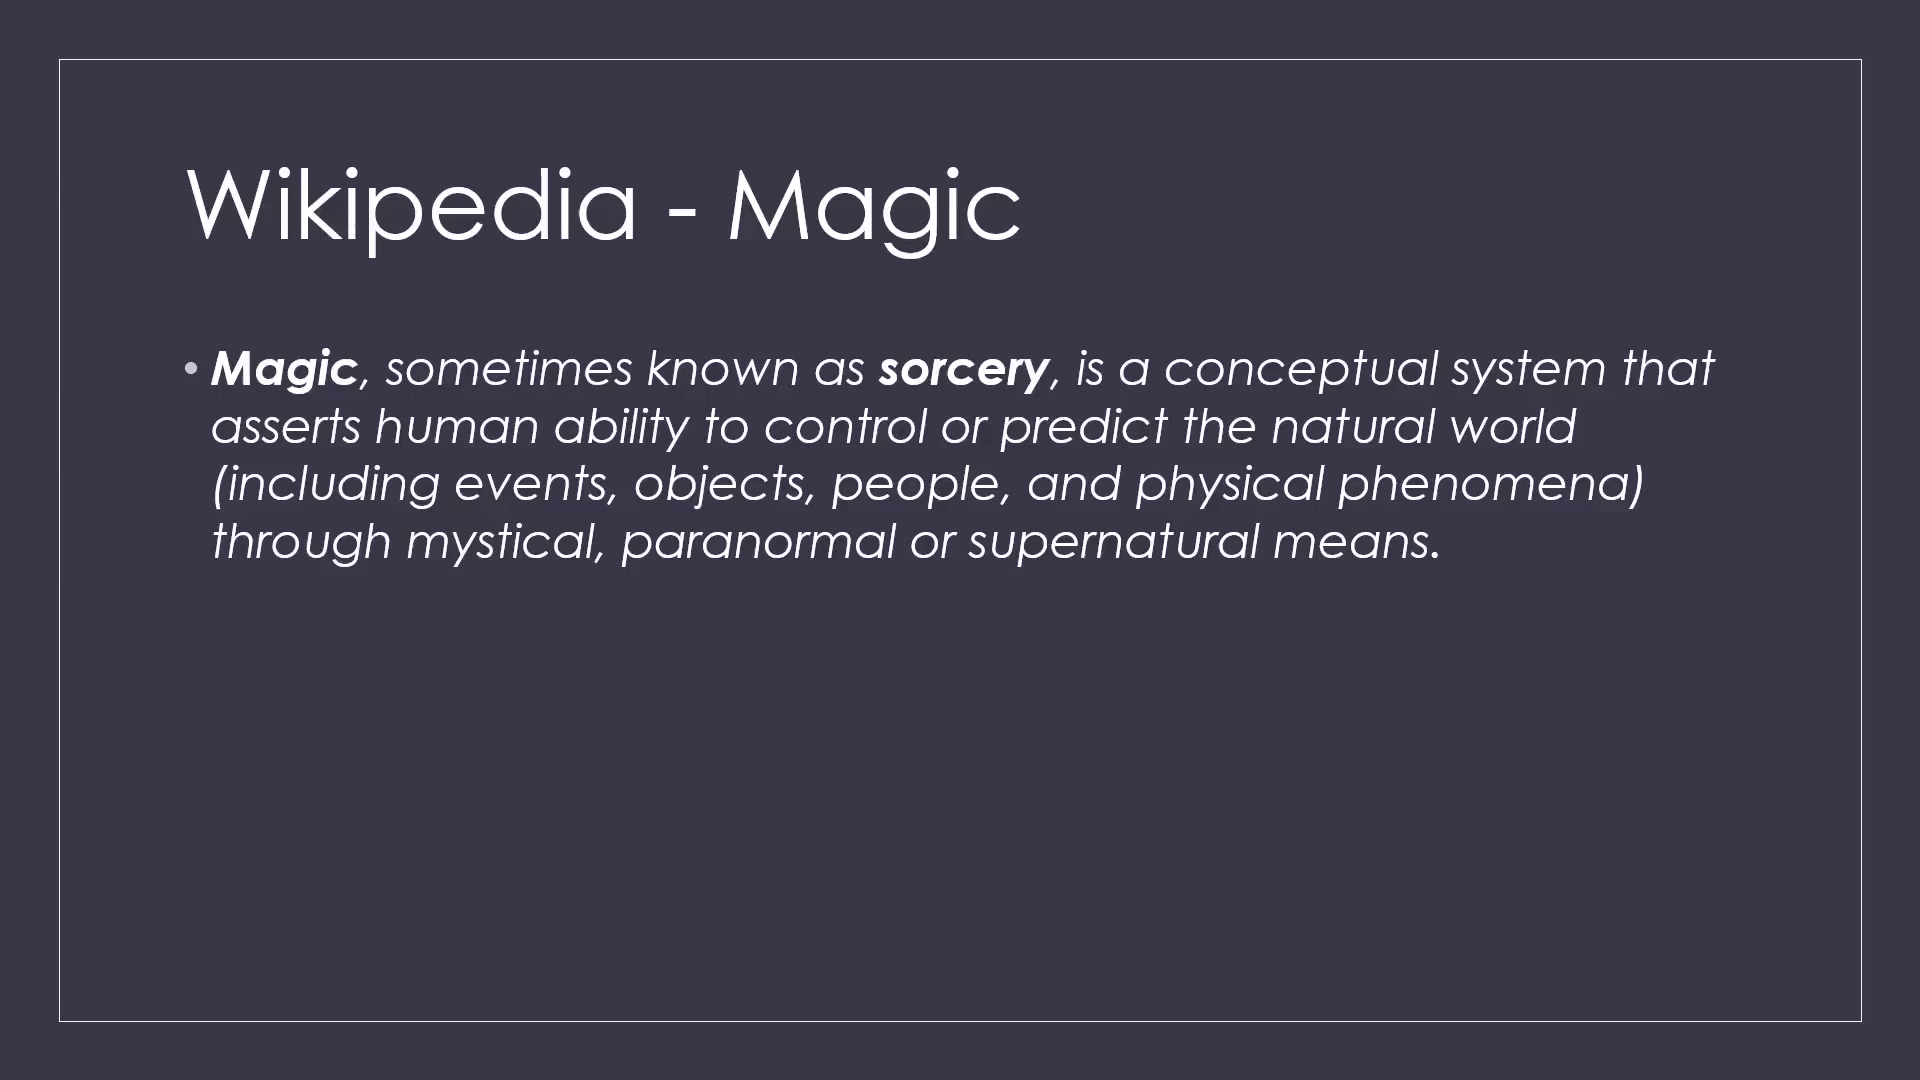 Wikipedia - Magic
• Magic, sometimes known as sorcery, is a conceptual system that
asserts human ability to control or predict the natural world
(including events, objects, people, and physical phenomena)
through mystical, paranormal or supernatural means.